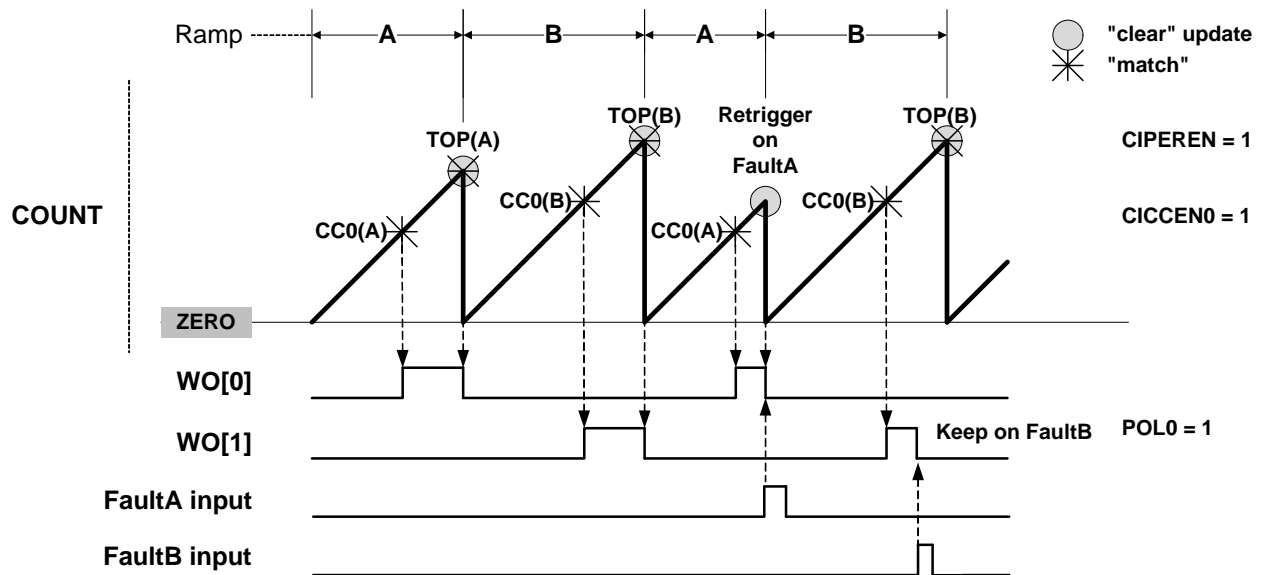 Ramp A B A B
"clear" update
"match"
TOP(A)
TOP(B)
Retrigger
on
FaultA
TOP(B)
CIPEREN = 1
COUNT
CC0(A)
CC0(B)
CC0(A)
CC0(B)
CICCEN0 = 1
ZERO
WO[0]
WO[1]
Keep on FaultB
POL0 = 1
FaultA input
FaultB input